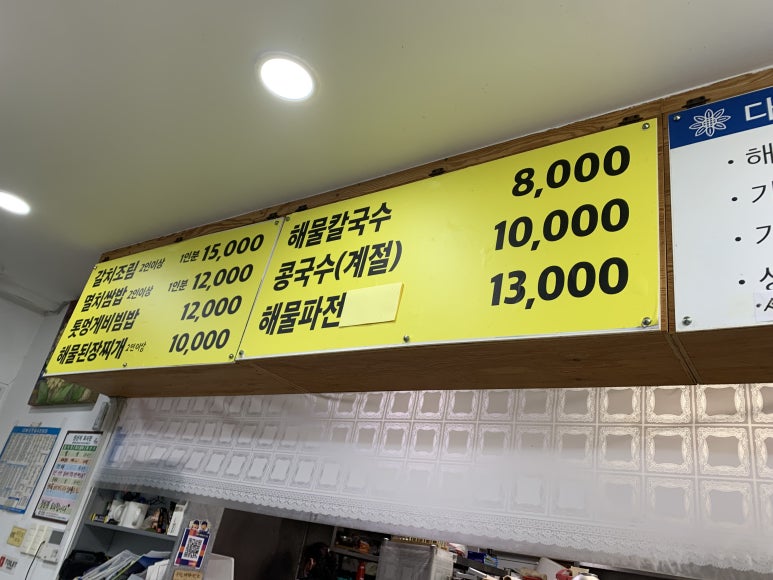 갈치조림 2인이상 1인분 15,000
멸치쌈밥 2인이상 1인분 12,000
톳멍게비빔밥 12,000
해물된장찌개 2인이상 10,000
해물칼국수 8,000
콩국수(계절) 10,000
해물파전 13,000